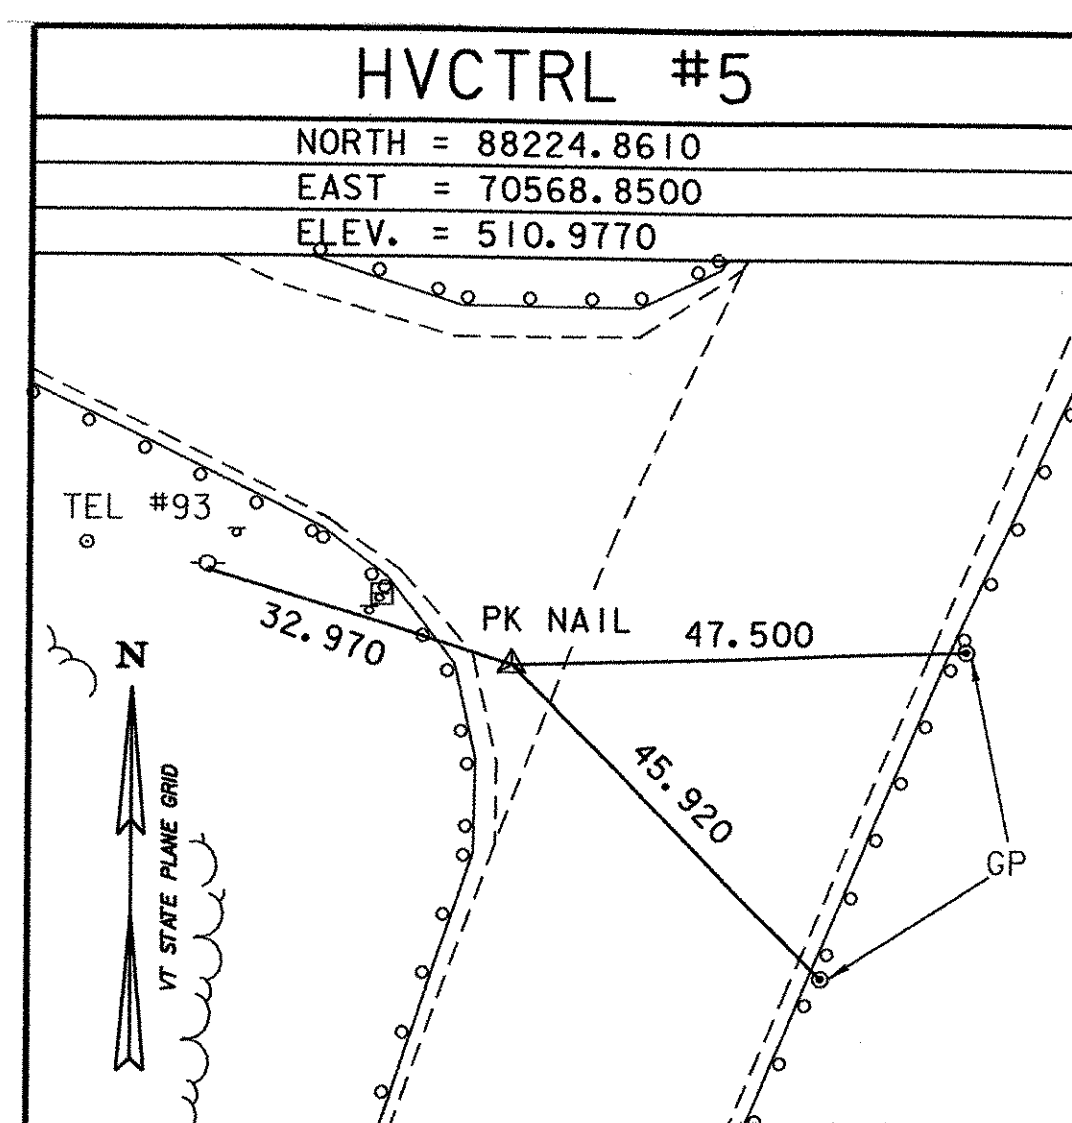 HVCTRL #5
NORTH = 88224.8610
EAST = 70568.8500
ELEV. = 510.9770
TEL #93
32.970
PK NAIL
47.500
N
45.920
VT STATE PLANE GRID
GP